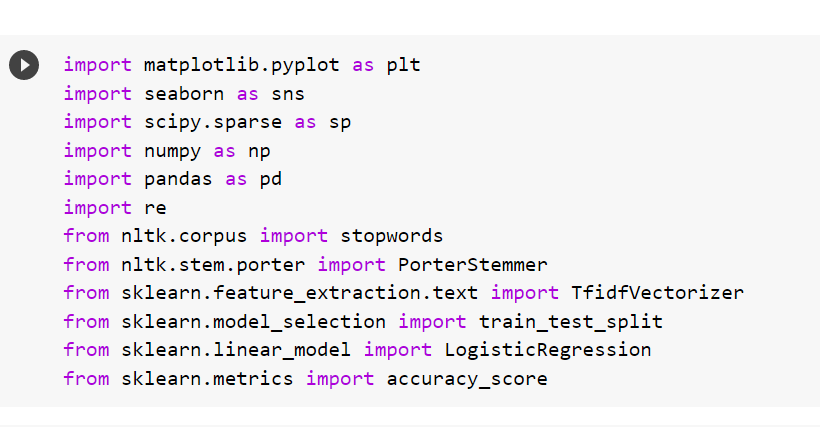 import matplotlib.pyplot as plt
import seaborn as sns
import scipy.sparse as sp
import numpy as np
import pandas as pd
import re
from nltk.corpus import stopwords
from nltk.stem.porter import PorterStemmer
from sklearn.feature_extraction.text import TfidfVectorizer
from sklearn.model_selection import train_test_split
from sklearn.linear_model import LogisticRegression
from sklearn.metrics import accuracy_score